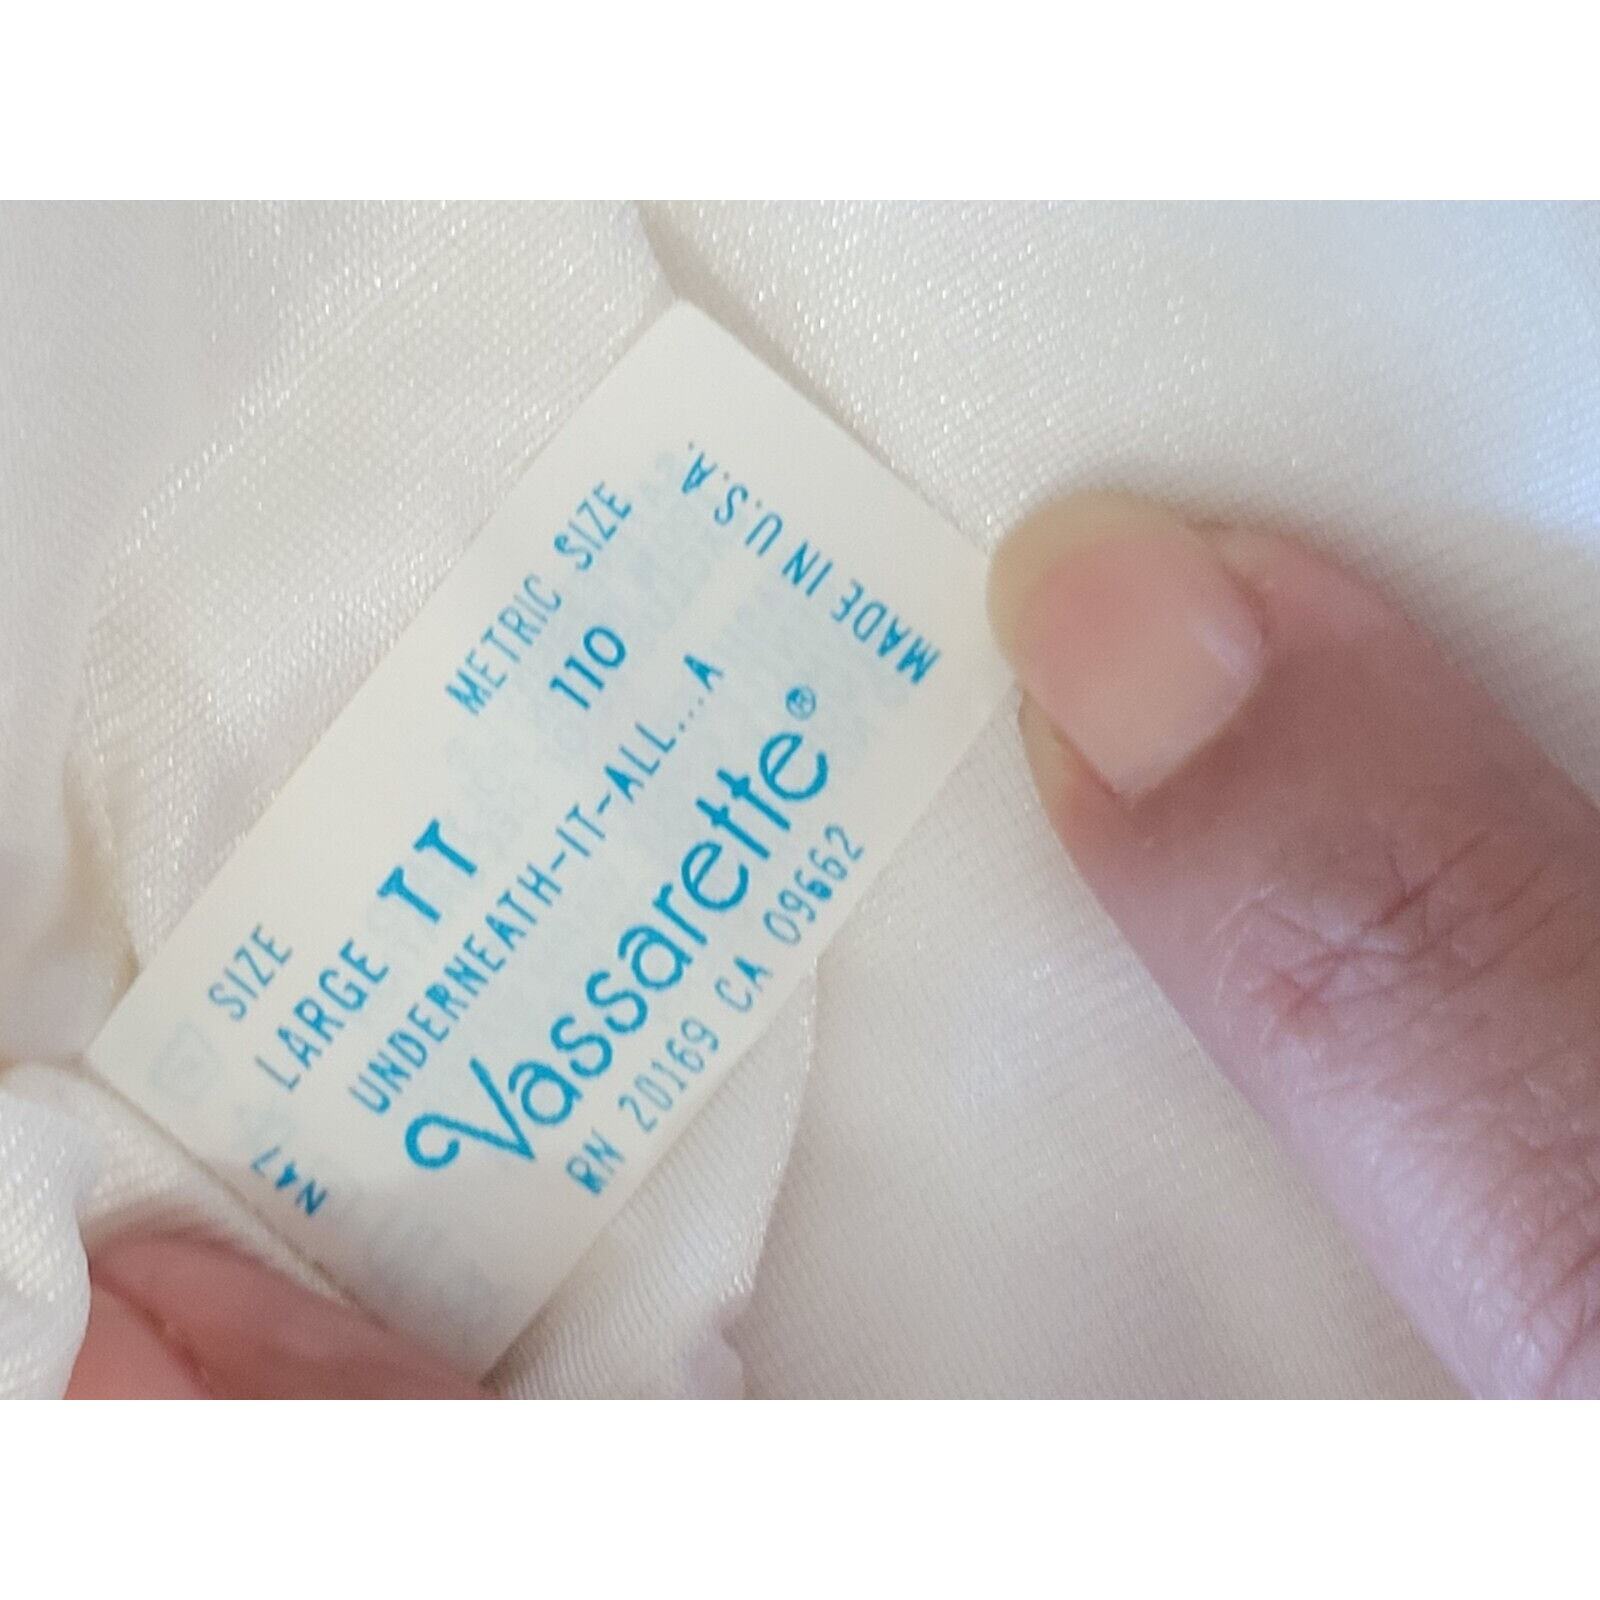 SIZE METRIC SIZE
LARGE TT 110
UNDERNEATH-IT-ALL....A
Vassarette®
RN 20169 CA 09662
MADE IN U.S.A.